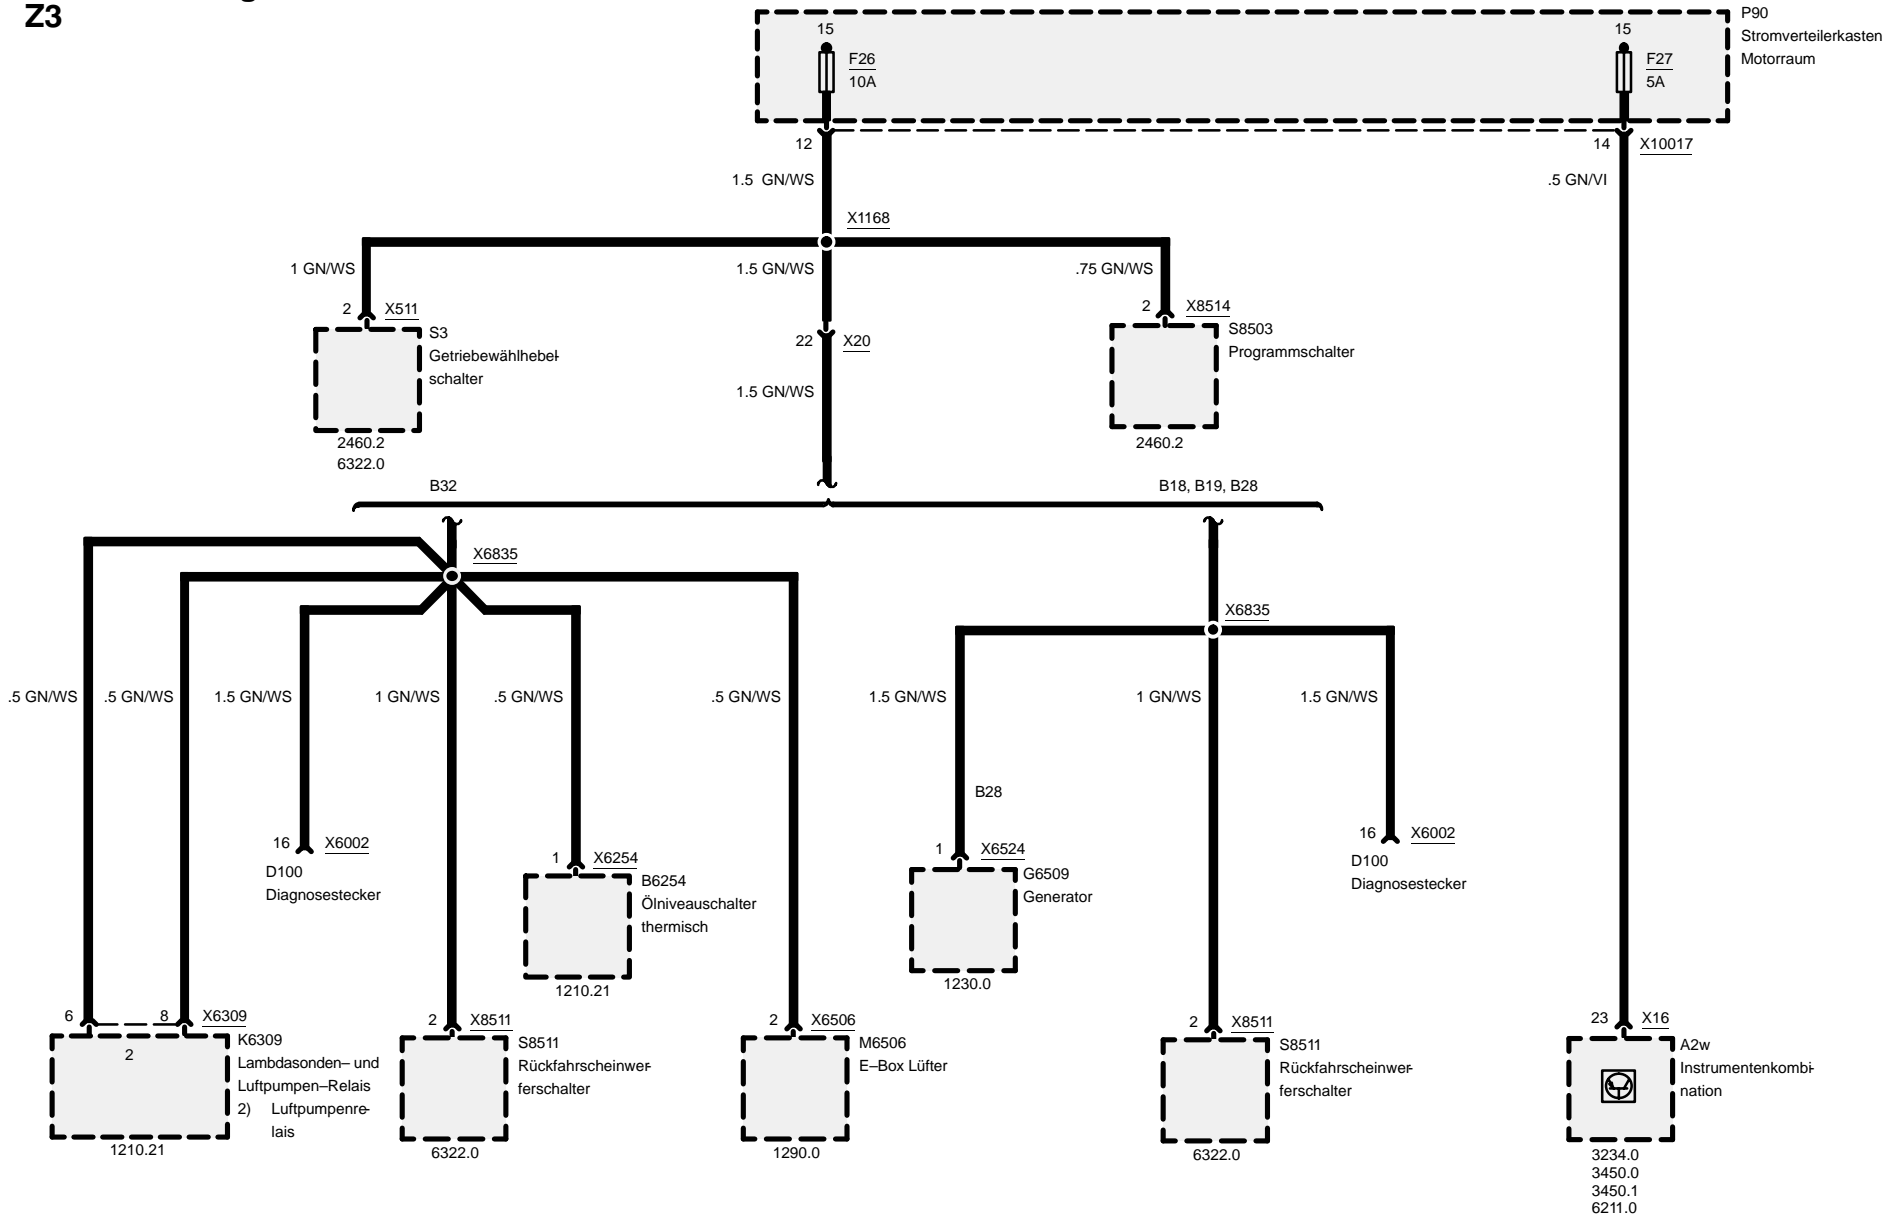 Z3
P90
Stromverteilerkasten
Motorraum
15
F26
10A
15
F27
5A
12
14
X10017
1.5 GN/WS
.5 GN/VI
X1168
1 GN/WS
1.5 GN/WS
.75 GN/WS
2
X511
S3
Getriebewählhebel-
schalter
2460.2
6322.0
22
X20
1.5 GN/WS
2
X8514
S8503
Programmschalter
2460.2
B32
B18, B19, B28
X6835
X6835
.5 GN/WS
.5 GN/WS
1.5 GN/WS
1 GN/WS
.5 GN/WS
.5 GN/WS
1.5 GN/WS
1 GN/WS
1.5 GN/WS
B28
16
X6002
D100
Diagnosestecker
1
X6254
B6254
Ölniveauschalter
thermisch
1210.21
1
X6524
G6509
Generator
1230.0
16
X6002
D100
Diagnosestecker
6
8
X6309
2
K6309
Lambdasonden– und
Luftpumpen–Relais
2) Luftpumpenre-
lais
1210.21
2
X8511
S8511
Rückfahrscheinwer-
ferschalter
6322.0
2
X6506
M6506
E–Box Lüfter
1290.0
2
X8511
S8511
Rückfahrscheinwer-
ferschalter
6322.0
23
X16
A2w
Instrumentenkombi-
nation
3234.0
3450.0
3450.1
6211.0